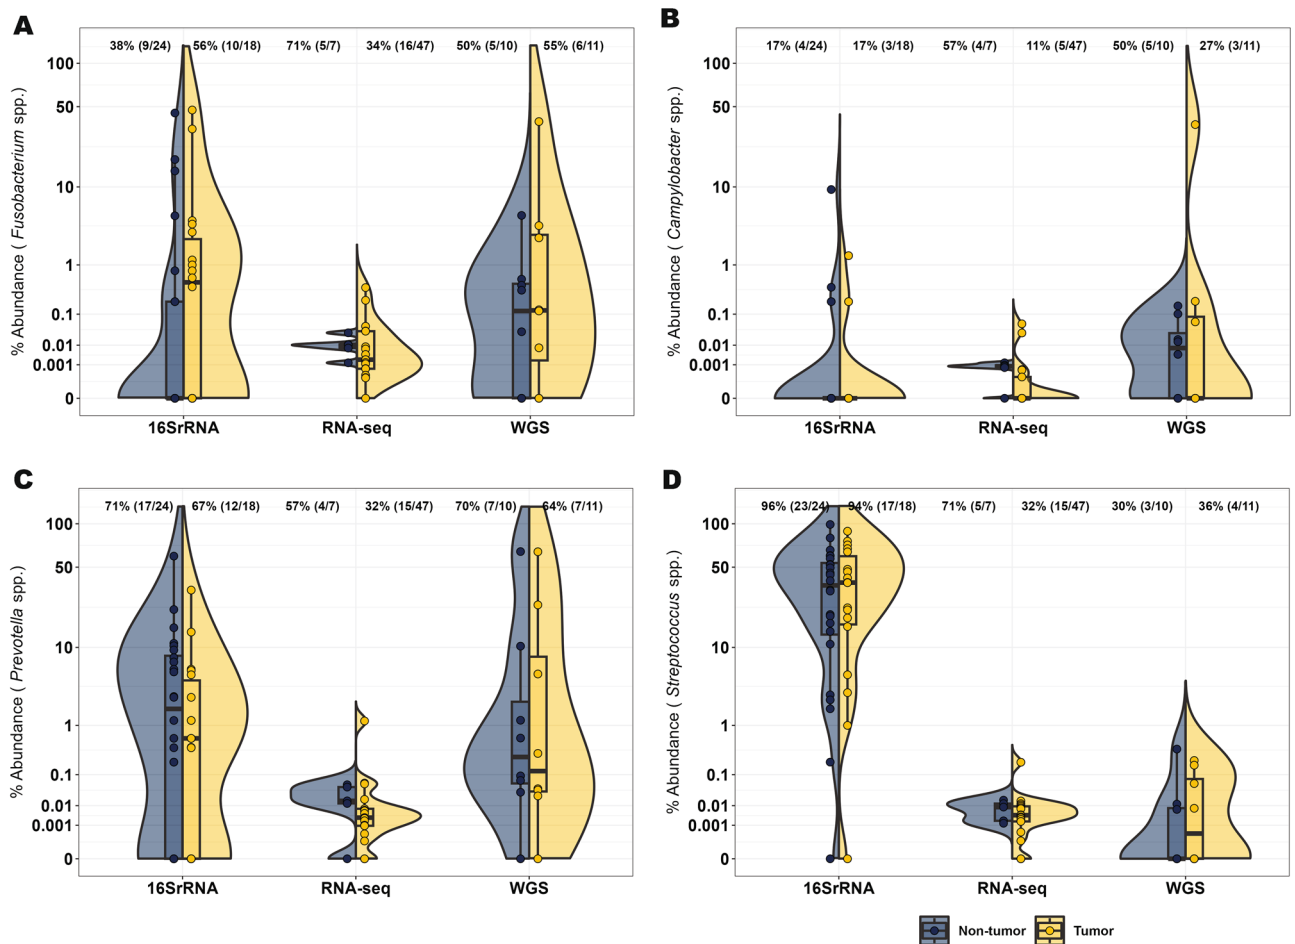 A
B
38% (9/24) 56% (10/18) 71% (5/7) 34% (16/47) 50% (5/10) 55% (6/11)
17% (4/24) 17% (3/18) 57% (4/7) 11% (5/47) 50% (5/10) 27% (3/11)
% Abundance ( Fusobacterium spp.)
100
50
10
1
0.1
0.01
0.001
0
16SrRNA RNA-seq WGS
% Abundance ( Campylobacter spp.)
100
50
10
1
0.1
0.01
0.001
0
16SrRNA RNA-seq WGS
C
D
71% (17/24) 67% (12/18) 57% (4/7) 32% (15/47) 70% (7/10) 64% (7/11)
96% (23/24) 94% (17/18) 71% (5/7) 32% (15/47) 30% (3/10) 36% (4/11)
% Abundance ( Prevotella spp.)
100
50
10
1
0.1
0.01
0.001
0
16SrRNA RNA-seq WGS
% Abundance ( Streptococcus spp.)
100
50
10
1
0.1
0.01
0.001
0
16SrRNA RNA-seq WGS
Non-tumor Tumor